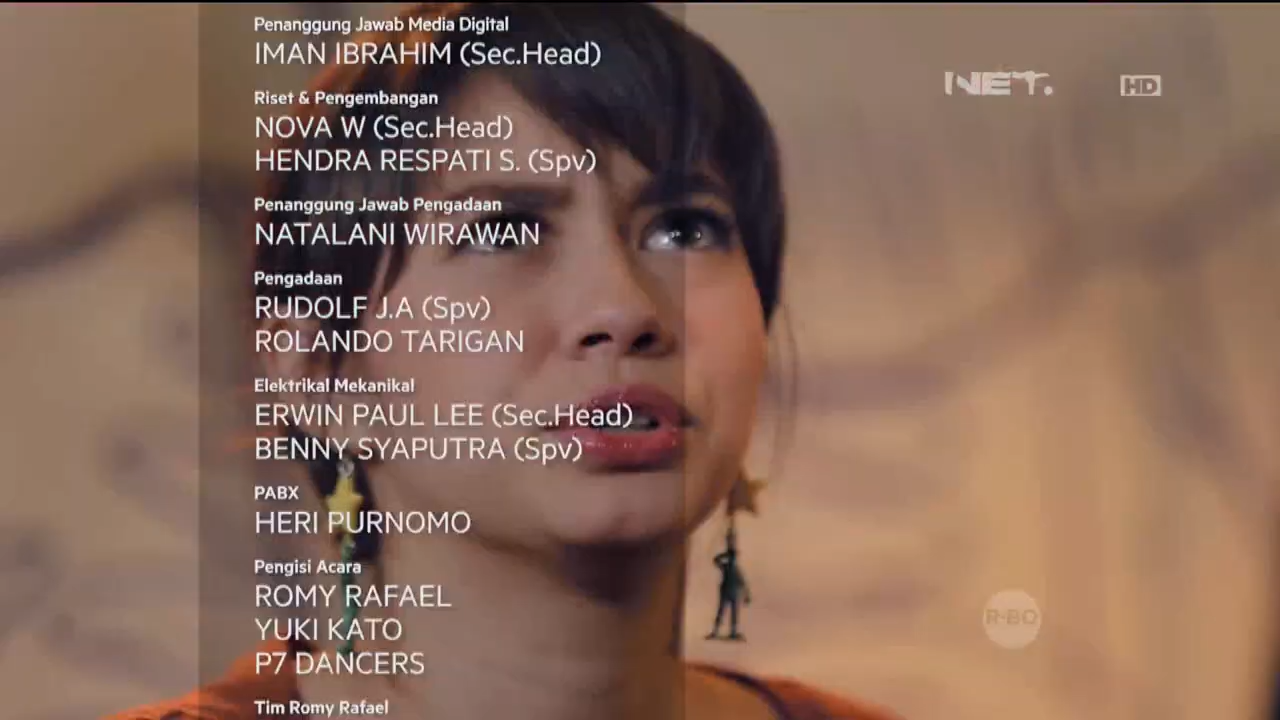 Penanggung Jawab Media Digital
IMAN IBRAHIM (Sec.Head)
Riset & Pengembangan
NOVA W (Sec.Head)
HENDRA RESPATI S. (Spv)
Penanggung Jawab Pengadaan
NATALANI WIRAWAN
Pengadaan
RUDOLF J.A (Spv)
ROLANDO TARIGAN
Elektrikal Mekanikal
ERWIN PAUL LEE (Sec.Head)
BENNY SYAPUTRA (Spv)
PABX
HERI PURNOMO
Pengisi Acara
ROMY RAFAEL
YUKI KATO
P7 DANCERS
Tim Romy Rafael
NET.
HD
R-BO